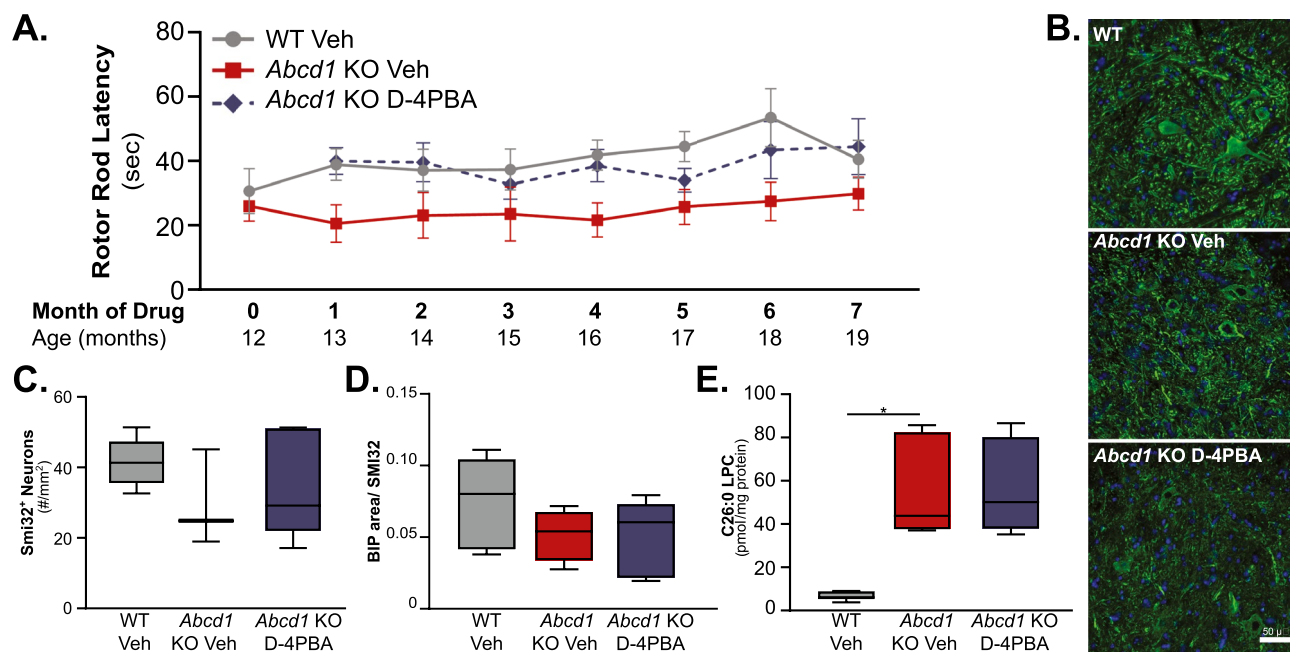 A.
80
60
40
20
0
Rotor Rod Latency
(sec)
WT Veh
Abcd1 KO Veh
Abcd1 KO D-4PBA
Month of Drug 0 1 2 3 4 5 6 7
Age (months) 12 13 14 15 16 17 18 19
B.
WT
Abcd1 KO Veh
Abcd1 KO D-4PBA
50 µ
C.
60
40
20
0
Smi32+ Neurons
(#/mm²)
WT
Veh
Abcd1
KO Veh
Abcd1 KO
D-4PBA
D.
0.15
0.10
0.05
0
BIP area/ SMI32
WT
Veh
Abcd1
KO Veh
Abcd1 KO
D-4PBA
E.
100
80
60
40
20
0
C26:0 LPC
(pmol/mg protein)
*
WT
Veh
Abcd1
KO Veh
Abcd1 KO
D-4PBA